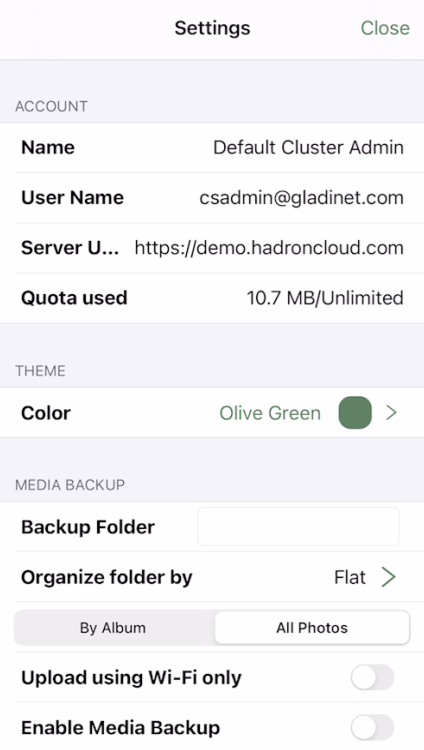 Settings Close
ACCOUNT
Name Default Cluster Admin
User Name csadmin@gladinet.com
Server U... https://demo.hadroncloud.com
Quota used 10.7 MB/Unlimited
THEME
Color Olive Green
MEDIA BACKUP
Backup Folder
Organize folder by Flat
By Album All Photos
Upload using Wi-Fi only
Enable Media Backup